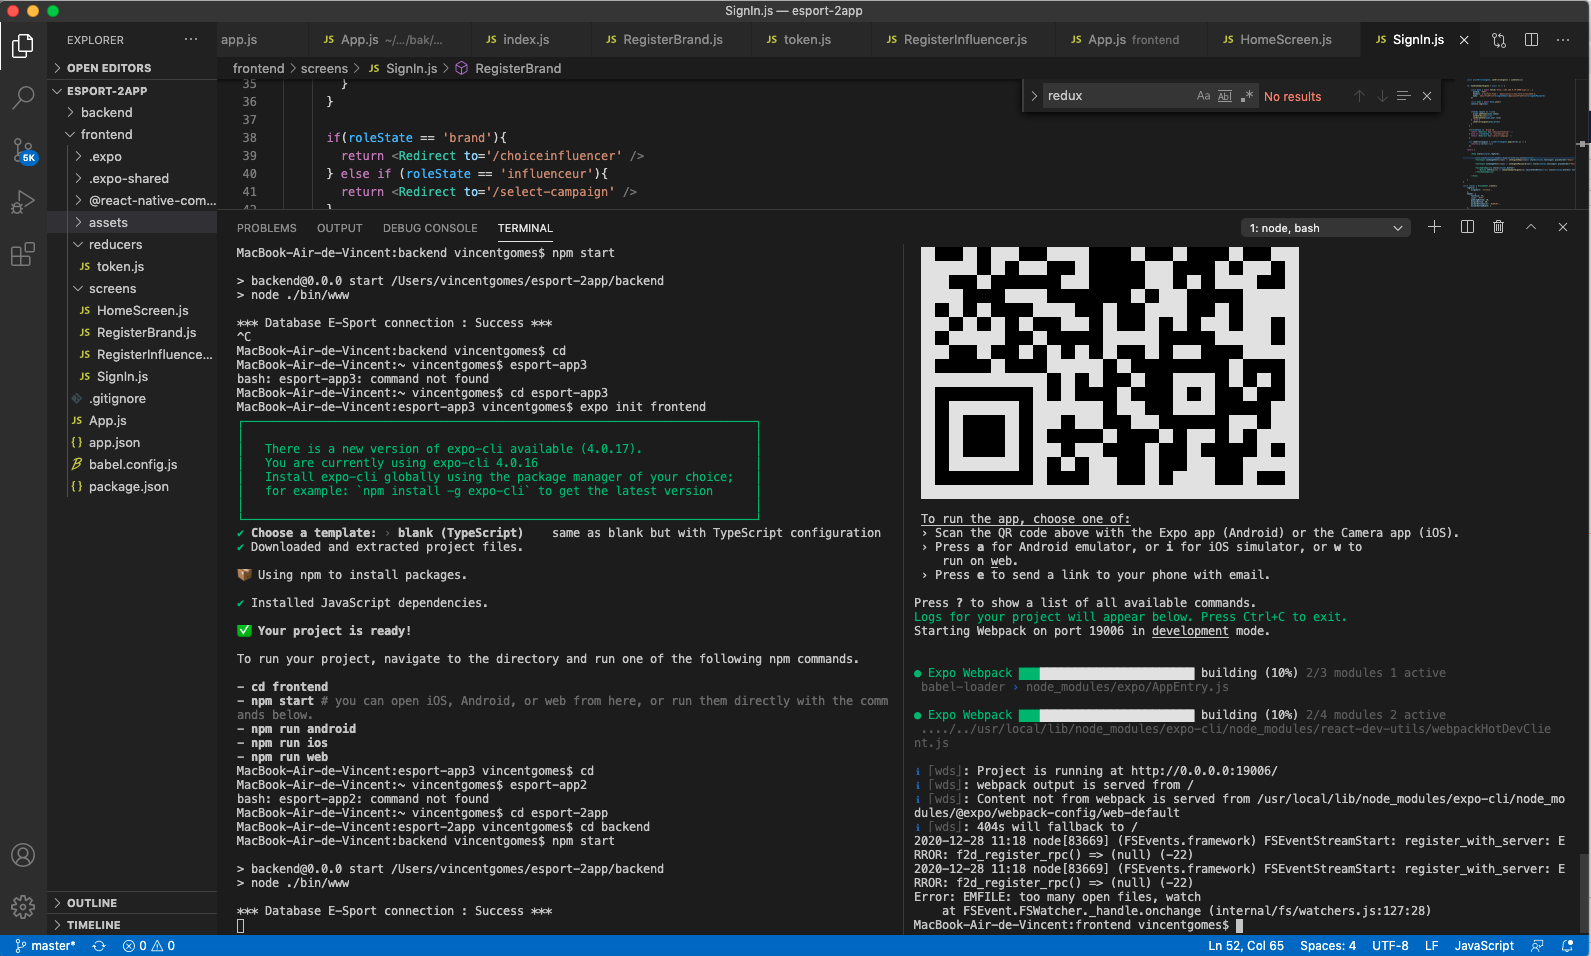 SignIn.js — esport-2app
EXPLORER ···
app.js JS App.js ~/.../bak/... JS index.js JS RegisterBrand.js JS token.js JS RegisterInfluencer.js JS App.js frontend JS HomeScreen.js JS SignIn.js ×
OPEN EDITORS
ESPORT-2APP
backend
frontend
.expo
.expo-shared
@react-native-com...
assets
reducers
JS token.js
screens
JS HomeScreen.js
JS RegisterBrand.js
JS RegisterInfluence...
JS SignIn.js
.gitignore
JS App.js
{} app.json
babel.config.js
{} package.json
OUTLINE
TIMELINE
5K
frontend > screens > JS SignIn.js > RegisterBrand
35 }
36 }
37
38 if(roleState == 'brand'){
39 return <Redirect to='/choiceinfluencer' />
40 } else if (roleState == 'influenceur'){
41 return <Redirect to='/select-campaign' />
42 }
redux Aa Abl .* No results
PROBLEMS OUTPUT DEBUG CONSOLE TERMINAL 1: node, bash
MacBook-Air-de-Vincent:backend vincentgomes$ npm start
> backend@0.0.0 start /Users/vincentgomes/esport-2app/backend
> node ./bin/www
*** Database E-Sport connection : Success ***
^C
MacBook-Air-de-Vincent:backend vincentgomes$ cd
MacBook-Air-de-Vincent:~ vincentgomes$ esport-app3
bash: esport-app3: command not found
MacBook-Air-de-Vincent:~ vincentgomes$ cd esport-app3
MacBook-Air-de-Vincent:esport-app3 vincentgomes$ expo init frontend
There is a new version of expo-cli available (4.0.17).
You are currently using expo-cli 4.0.16
Install expo-cli globally using the package manager of your choice;
for example: `npm install -g expo-cli` to get the latest version
✔ Choose a template: › blank (TypeScript) same as blank but with TypeScript configuration
✔ Downloaded and extracted project files.
📦 Using npm to install packages.
✔ Installed JavaScript dependencies.
✅ Your project is ready!
To run your project, navigate to the directory and run one of the following npm commands.
- cd frontend
- npm start # you can open iOS, Android, or web from here, or run them directly with the comm
ands below.
- npm run android
- npm run ios
- npm run web
MacBook-Air-de-Vincent:esport-app3 vincentgomes$ cd
MacBook-Air-de-Vincent:~ vincentgomes$ esport-app2
bash: esport-app2: command not found
MacBook-Air-de-Vincent:~ vincentgomes$ cd esport-2app
MacBook-Air-de-Vincent:esport-2app vincentgomes$ cd backend
MacBook-Air-de-Vincent:backend vincentgomes$ npm start
> backend@0.0.0 start /Users/vincentgomes/esport-2app/backend
> node ./bin/www
*** Database E-Sport connection : Success ***
To run the app, choose one of:
› Scan the QR code above with the Expo app (Android) or the Camera app (iOS).
› Press a for Android emulator, or i for iOS simulator, or w to
run on web.
› Press e to send a link to your phone with email.
Press ? to show a list of all available commands.
Logs for your project will appear below. Press Ctrl+C to exit.
Starting Webpack on port 19006 in development mode.
● Expo Webpack building (10%) 2/3 modules 1 active
babel-loader › node_modules/expo/AppEntry.js
● Expo Webpack building (10%) 2/4 modules 2 active
..../../usr/local/lib/node_modules/expo-cli/node_modules/react-dev-utils/webpackHotDevClie
nt.js
i ｢wds｣: Project is running at http://0.0.0.0:19006/
i ｢wds｣: webpack output is served from /
i ｢wds｣: Content not from webpack is served from /usr/local/lib/node_modules/expo-cli/node_mo
dules/@expo/webpack-config/web-default
i ｢wds｣: 404s will fallback to /
2020-12-28 11:18 node[83669] (FSEvents.framework) FSEventStreamStart: register_with_server: E
RROR: f2d_register_rpc() => (null) (-22)
2020-12-28 11:18 node[83669] (FSEvents.framework) FSEventStreamStart: register_with_server: E
RROR: f2d_register_rpc() => (null) (-22)
Error: EMFILE: too many open files, watch
at FSEvent.FSWatcher._handle.onchange (internal/fs/watchers.js:127:28)
MacBook-Air-de-Vincent:frontend vincentgomes$
master* 0 0 Ln 52, Col 65 Spaces: 4 UTF-8 LF JavaScript